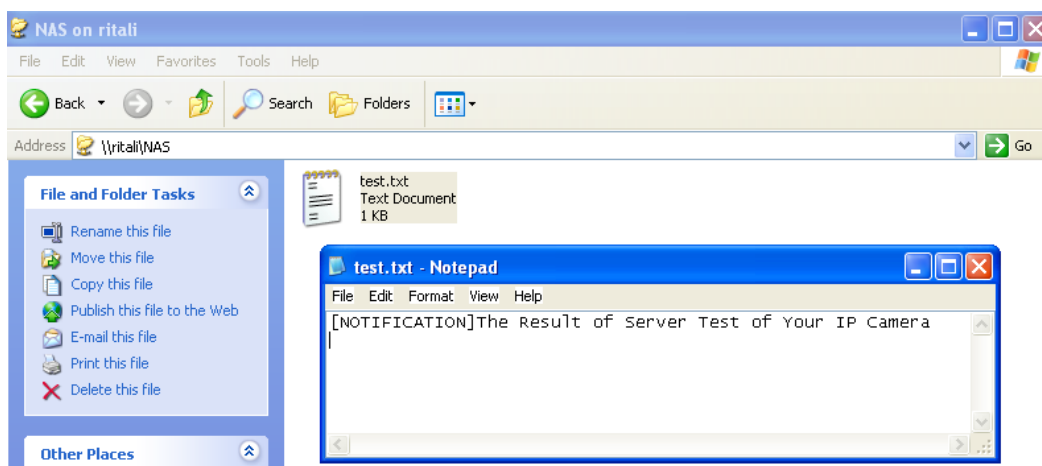 NAS on ritali
File Edit View Favorites Tools Help
Back Search Folders
Address \\ritali\NAS Go
File and Folder Tasks
Rename this file
Move this file
Copy this file
Publish this file to the Web
E-mail this file
Print this file
Delete this file
Other Places
test.txt
Text Document
1 KB
test.txt - Notepad
File Edit Format View Help
[NOTIFICATION]The Result of Server Test of Your IP Camera